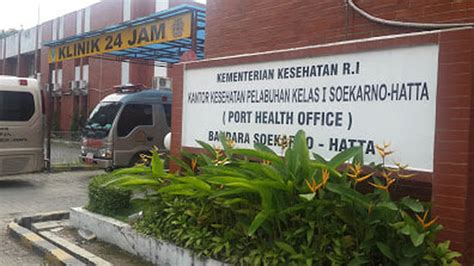 KLINIK 24 JAM
KEMENTERIAN KESEHATAN R.I
KANTOR KESEHATAN PELABUHAN KELAS I SOEKARNO-HATTA
( PORT HEALTH OFFICE )
BANDARA SOEKARNO - HATTA